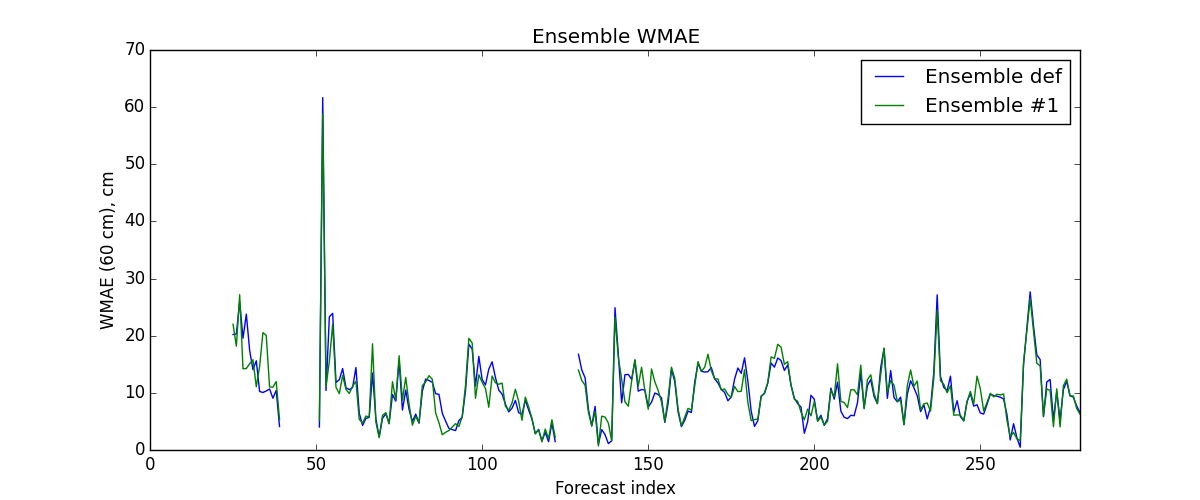 Ensemble WMAE
70
60
50
40
30
20
10
0
WMAE (60 cm), cm
Ensemble def
Ensemble #1
0 50 100 150 200 250
Forecast index